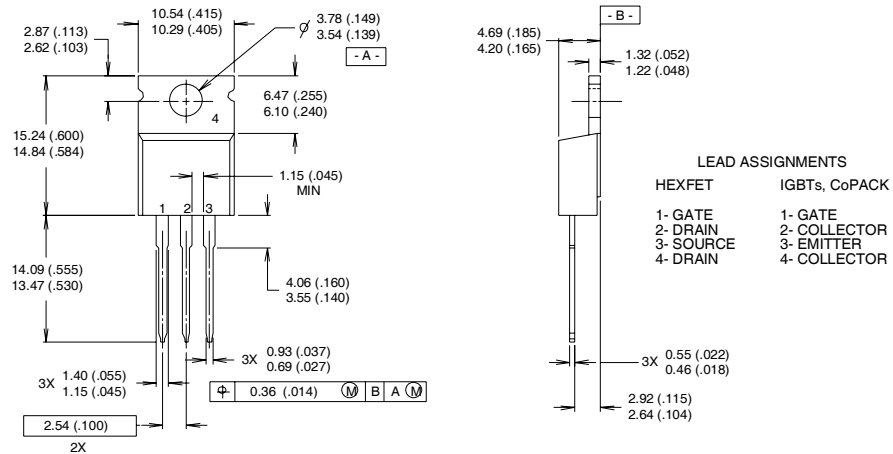 10.54 (.415)
10.29 (.405)
2.87 (.113)
2.62 (.103)
ø 3.78 (.149)
3.54 (.139)
- A -
6.47 (.255)
6.10 (.240)
4
15.24 (.600)
14.84 (.584)
1.15 (.045)
MIN
1 2 3
14.09 (.555)
13.47 (.530)
4.06 (.160)
3.55 (.140)
3X 0.93 (.037)
0.69 (.027)
3X 1.40 (.055)
1.15 (.045)
⌖ 0.36 (.014) Ⓜ B A Ⓜ
2.54 (.100)
2X
- B -
4.69 (.185)
4.20 (.165)
1.32 (.052)
1.22 (.048)
3X 0.55 (.022)
0.46 (.018)
2.92 (.115)
2.64 (.104)
LEAD ASSIGNMENTS
HEXFET
1- GATE
2- DRAIN
3- SOURCE
4- DRAIN
IGBTs, CoPACK
1- GATE
2- COLLECTOR
3- EMITTER
4- COLLECTOR